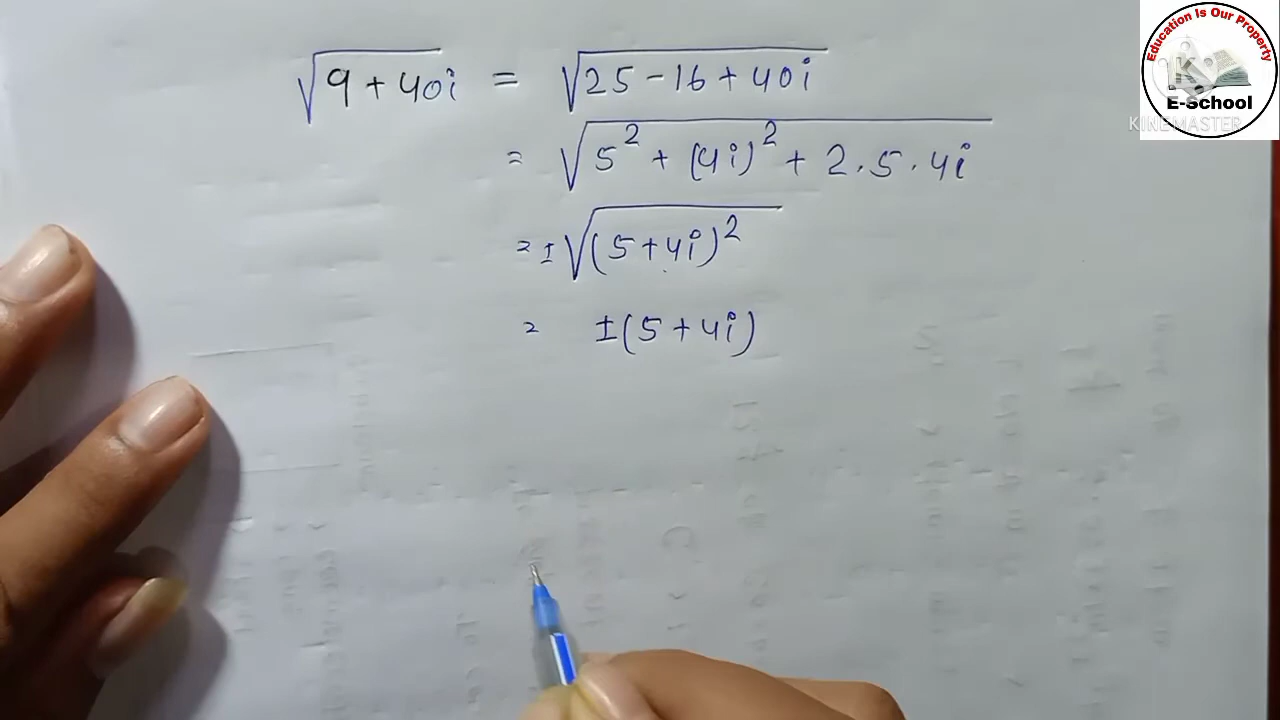 √9+40i = √25-16+40i
= √5² + (4i)² + 2.5.4i
= ± √(5+4i)²
= ±(5+4i)
Education Is Our Property
E-School
KINEMASTER